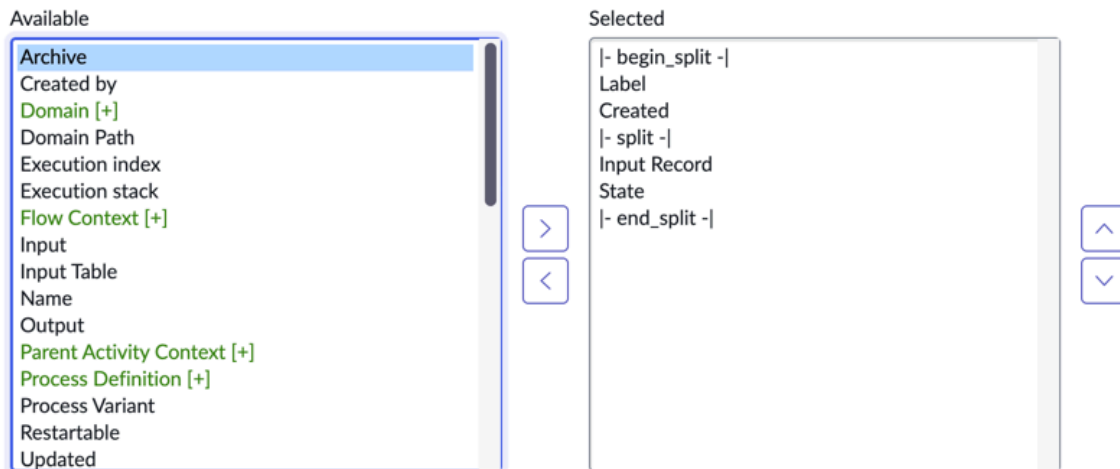 Available
Archive
Created by
Domain [+]
Domain Path
Execution index
Execution stack
Flow Context [+]
Input
Input Table
Name
Output
Parent Activity Context [+]
Process Definition [+]
Process Variant
Restartable
Updated
Selected
|- begin_split -|
Label
Created
|- split -|
Input Record
State
|- end_split -|